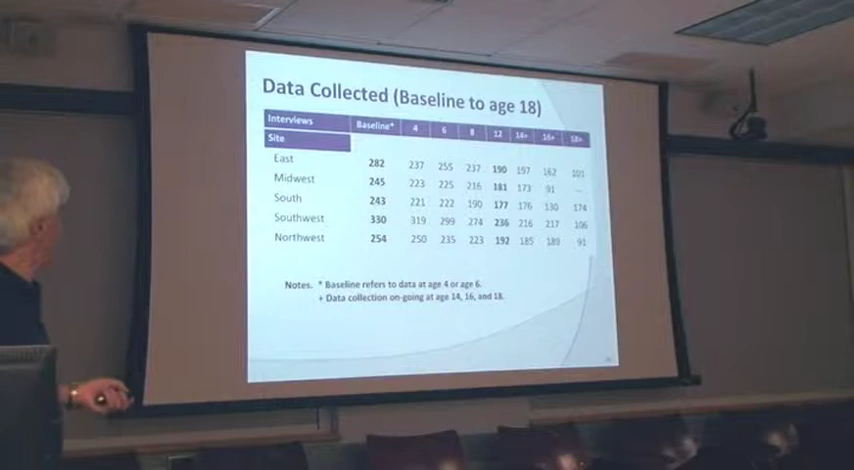 Data Collected (Baseline to age 18)
Interviews Baseline* 4 6 8 12 14+ 16+ 18+
Site
East 282 237 255 237 190 197 162 101
Midwest 245 223 225 216 181 173 91 --
South 243 221 222 190 177 176 130 174
Southwest 330 319 299 274 236 216 217 106
Northwest 254 250 235 223 192 185 189 91
Notes. * Baseline refers to data at age 4 or age 6.
+ Data collection on-going at age 14, 16, and 18.